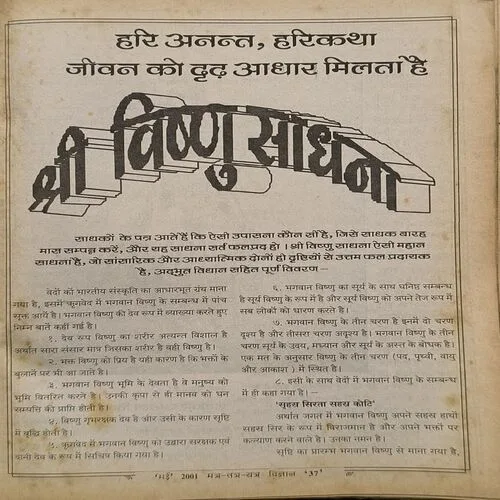 हरि अनन्त, हरिकथा
जीवन को दृढ़ आधार मिलता है
श्री विष्णु साधना
साधकों के पत्र आते हैं कि ऐसी उपासना कौन सी है, जिसे साधक बारह
मास सम्पन्न करें, और यह साधना सर्व फलप्रद हो । श्री विष्णु साधना ऐसी महान
साधना है, जो सांसारिक और आध्यात्मिक दोनों ही दृष्टियों से उत्तम फल प्रदायक
है, अद्भुत विधान सहित पूर्ण विवरण –
वेदों को भारतीय संस्कृति का आधारभूत ग्रंथ माना
गया है, इसमें ऋग्वेद में भगवान विष्णु के सम्बन्ध में पांच
सूक्त आयें है। भगवान विष्णु की देव रूप में व्याख्या करते हुए
निम्न बातें कहीं गई है।
१. देव रूप विष्णु का शरीर अत्यन्त विशाल है
अर्थात सारा संसार मात्र जिसका शरीर है वही विष्णु है।
२. भक्त विष्णु को प्रिय है यही कारण है कि भक्तों के
बुलाने पर भी आ जाते है।
३. भगवान विष्णु भूमि के देवता है वे मनुष्य को
भूमि वितरित करते है। उनकी कृपा से ही मानव को धन
सम्पत्ति की प्राप्ति होती है।
४. विष्णु गर्भरक्षक देव है और उसी के कारण सृष्टि
में वृद्धि होती है।
५. ऋग्वेद में भगवान विष्णु का उद्धारा संरक्षक एवं
दानी देव के रूप में चित्रित किया गया है।
६. भगवान विष्णु का सूर्य के साथ घनिष्ठ सम्बन्ध
है सूर्य विष्णु के रूप में है और सूर्य विष्णु को अपने तेज रूप में
सब लोकों को धारण करते है।
७. भगवान विष्णु के तीन चरण है इनमें दो चरण
दृश्य है और तीसरा चरण अदृश्य है। भगवान विष्णु के तीन
चरण सूर्य के उदय, मध्यान और सूर्य के अस्त के बोधक है।
एक मत के अनुसार विष्णु के तीन चरण (पद, पृथ्वी, वायु
और आकाश ) में स्थित है।
८. इसी के साथ वेदों में भगवान विष्णु के सम्बन्ध
में ही कहा गया है। –
'सहस्र सिरता सहस्र कोटि'
अर्थात जगत में भगवान विष्णु अपने सहस्र हाथों
सहस्र सिर के रूप में विराजमान है और अपने भक्तों पर
कल्याण करने वाले है। उनका नमन है।
सृष्टि का प्रारम्भ भगवान विष्णु से माना गया है,
'मई' 2001 मंत्र-तंत्र-यंत्र विज्ञान '37'